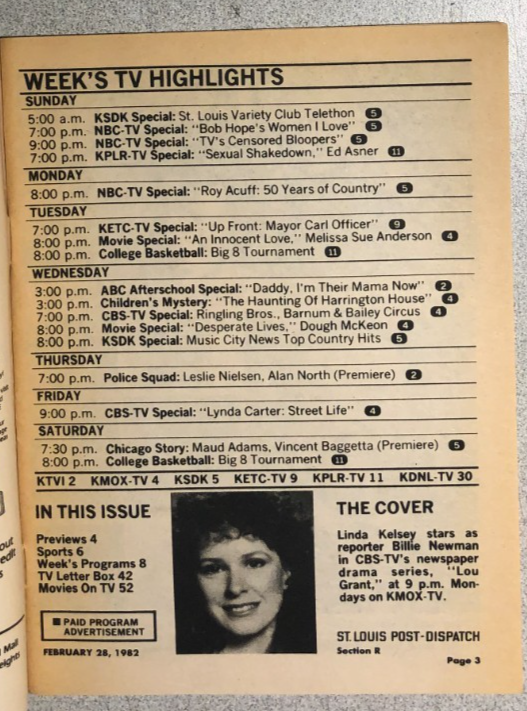 WEEK'S TV HIGHLIGHTS
SUNDAY
5:00 a.m. KSDK Special: St. Louis Variety Club Telethon 5
7:00 p.m. NBC-TV Special: "Bob Hope's Women I Love" 5
9:00 p.m. NBC-TV Special: "TV's Censored Bloopers" 5
7:00 p.m. KPLR-TV Special: "Sexual Shakedown," Ed Asner 11
MONDAY
8:00 p.m. NBC-TV Special: "Roy Acuff: 50 Years of Country" 5
TUESDAY
7:00 p.m. KETC-TV Special: "Up Front: Mayor Carl Officer" 9
8:00 p.m. Movie Special: "An Innocent Love," Melissa Sue Anderson 4
8:00 p.m. College Basketball: Big 8 Tournament 11
WEDNESDAY
3:00 p.m. ABC Afterschool Special: "Daddy, I'm Their Mama Now" 2
3:00 p.m. Children's Mystery: "The Haunting Of Harrington House" 4
7:00 p.m. CBS-TV Special: Ringling Bros., Barnum & Bailey Circus 4
8:00 p.m. Movie Special: "Desperate Lives," Dough McKeon 4
8:00 p.m. KSDK Special: Music City News Top Country Hits 5
THURSDAY
7:00 p.m. Police Squad: Leslie Nielsen, Alan North (Premiere) 2
FRIDAY
9:00 p.m. CBS-TV Special: "Lynda Carter: Street Life" 4
SATURDAY
7:30 p.m. Chicago Story: Maud Adams, Vincent Baggetta (Premiere) 5
8:00 p.m. College Basketball: Big 8 Tournament 11
KTVI 2 KMOX-TV 4 KSDK 5 KETC-TV 9 KPLR-TV 11 KDNL-TV 30
IN THIS ISSUE
Previews 4
Sports 6
Week's Programs 8
TV Letter Box 42
Movies On TV 52
PAID PROGRAM
ADVERTISEMENT
FEBRUARY 28, 1982
THE COVER
Linda Kelsey stars as
reporter Billie Newman
in CBS-TV's newspaper
drama series, "Lou
Grant," at 9 p.m. Mon-
days on KMOX-TV.
ST. LOUIS POST-DISPATCH
Section R
Page 3